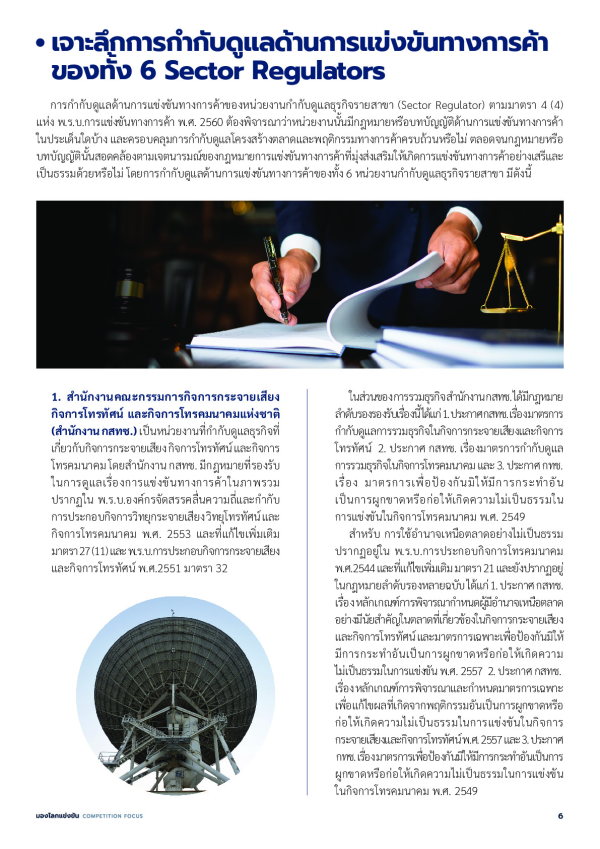 • เจาะลึกการกำกับดูแลด้านการแข่งขันทางการค้า
ของทั้ง 6 Sector Regulators
การกำกับดูแลด้านการแข่งขันทางการค้าของหน่วยงานกำกับดูแลธุรกิจรายสาขา (Sector Regulator) ตามมาตรา 4 (4)
แห่ง พ.ร.บ.การแข่งขันทางการค้า พ.ศ. 2560 ต้องพิจารณาว่าหน่วยงานนั้นมีกฎหมายหรือบทบัญญัติด้านการแข่งขันทางการค้า
ในประเด็นใดบ้าง และครอบคลุมการกำกับดูแลโครงสร้างตลาดและพฤติกรรมทางการค้าครบถ้วนหรือไม่ ตลอดจนกฎหมายหรือ
บทบัญญัตินั้นสอดคล้องตามเจตนารมณ์ของกฎหมายการแข่งขันทางการค้าที่มุ่งส่งเสริมให้เกิดการแข่งขันทางการค้าอย่างเสรีและ
เป็นธรรมด้วยหรือไม่ โดยการกำกับดูแลด้านการแข่งขันทางการค้าของทั้ง 6 หน่วยงานกำกับดูแลธุรกิจรายสาขา มีดังนี้
1. สำนักงานคณะกรรมการกิจการกระจายเสียง
กิจการโทรทัศน์ และกิจการโทรคมนาคมแห่งชาติ
(สำนักงาน กสทช.) เป็นหน่วยงานที่กำกับดูแลธุรกิจที่
เกี่ยวกับกิจการกระจายเสียง กิจการโทรทัศน์ และกิจการ
โทรคมนาคม โดยสำนักงาน กสทช. มีกฎหมายที่รองรับ
ในการดูแลเรื่องการแข่งขันทางการค้าในภาพรวม
ปรากฏใน พ.ร.บ.องค์กรจัดสรรคลื่นความถี่และกำกับ
การประกอบกิจการวิทยุกระจายเสียง วิทยุโทรทัศน์ และ
กิจการโทรคมนาคม พ.ศ. 2553 และที่แก้ไขเพิ่มเติม
มาตรา 27 (11) และ พ.ร.บ.การประกอบกิจการกระจายเสียง
และกิจการโทรทัศน์ พ.ศ.2551 มาตรา 32
ในส่วนของการรวมธุรกิจ สำนักงาน กสทช. ได้มีกฎหมาย
ลำดับรองรองรับเรื่องนี้ ได้แก่ 1. ประกาศ กสทช. เรื่อง มาตรการ
กำกับดูแลการรวมธุรกิจในกิจการกระจายเสียงและกิจการ
โทรทัศน์ 2. ประกาศ กสทช. เรื่องมาตรการกำกับดูแล
การรวมธุรกิจในกิจการโทรคมนาคม และ 3. ประกาศ กทช.
เรื่อง มาตรการเพื่อป้องกันมิให้มีการกระทำอัน
เป็นการผูกขาดหรือก่อให้เกิดความไม่เป็นธรรมใน
การแข่งขันในกิจการโทรคมนาคม พ.ศ. 2549
สำหรับ การใช้อำนาจเหนือตลาดอย่างไม่เป็นธรรม
ปรากฏอยู่ใน พ.ร.บ.การประกอบกิจการโทรคมนาคม
พ.ศ.2544 และที่แก้ไขเพิ่มเติม มาตรา 21 และยังปรากฏอยู่
ในกฎหมายลำดับรองหลายฉบับ ได้แก่ 1. ประกาศ กสทช.
เรื่อง หลักเกณฑ์การพิจารณากำหนดผู้มีอำนาจเหนือตลาด
อย่างมีนัยสำคัญในตลาดที่เกี่ยวข้องในกิจการกระจายเสียง
และกิจการโทรทัศน์ และมาตรการเฉพาะเพื่อป้องกันมิให้
มีการกระทำอันเป็นการผูกขาดหรือก่อให้เกิดความ
ไม่เป็นธรรมในการแข่งขัน พ.ศ. 2557 2. ประกาศ กสทช.
เรื่องหลักเกณฑ์การพิจารณาและกำหนดมาตรการเฉพาะ
เพื่อแก้ไขผลที่เกิดจากพฤติกรรมอันเป็นการผูกขาดหรือ
ก่อให้เกิดความไม่เป็นธรรมในการแข่งขันในกิจการ
กระจายเสียงและกิจการโทรทัศน์ พ.ศ. 2557 และ 3. ประกาศ
กทช. เรื่อง มาตรการเพื่อป้องกันมิให้มีการกระทำอันเป็นการ
ผูกขาดหรือก่อให้เกิดความไม่เป็นธรรมในการแข่งขัน
ในกิจการโทรคมนาคม พ.ศ. 2549
มองโลกแข่งขัน COMPETITION FOCUS
6